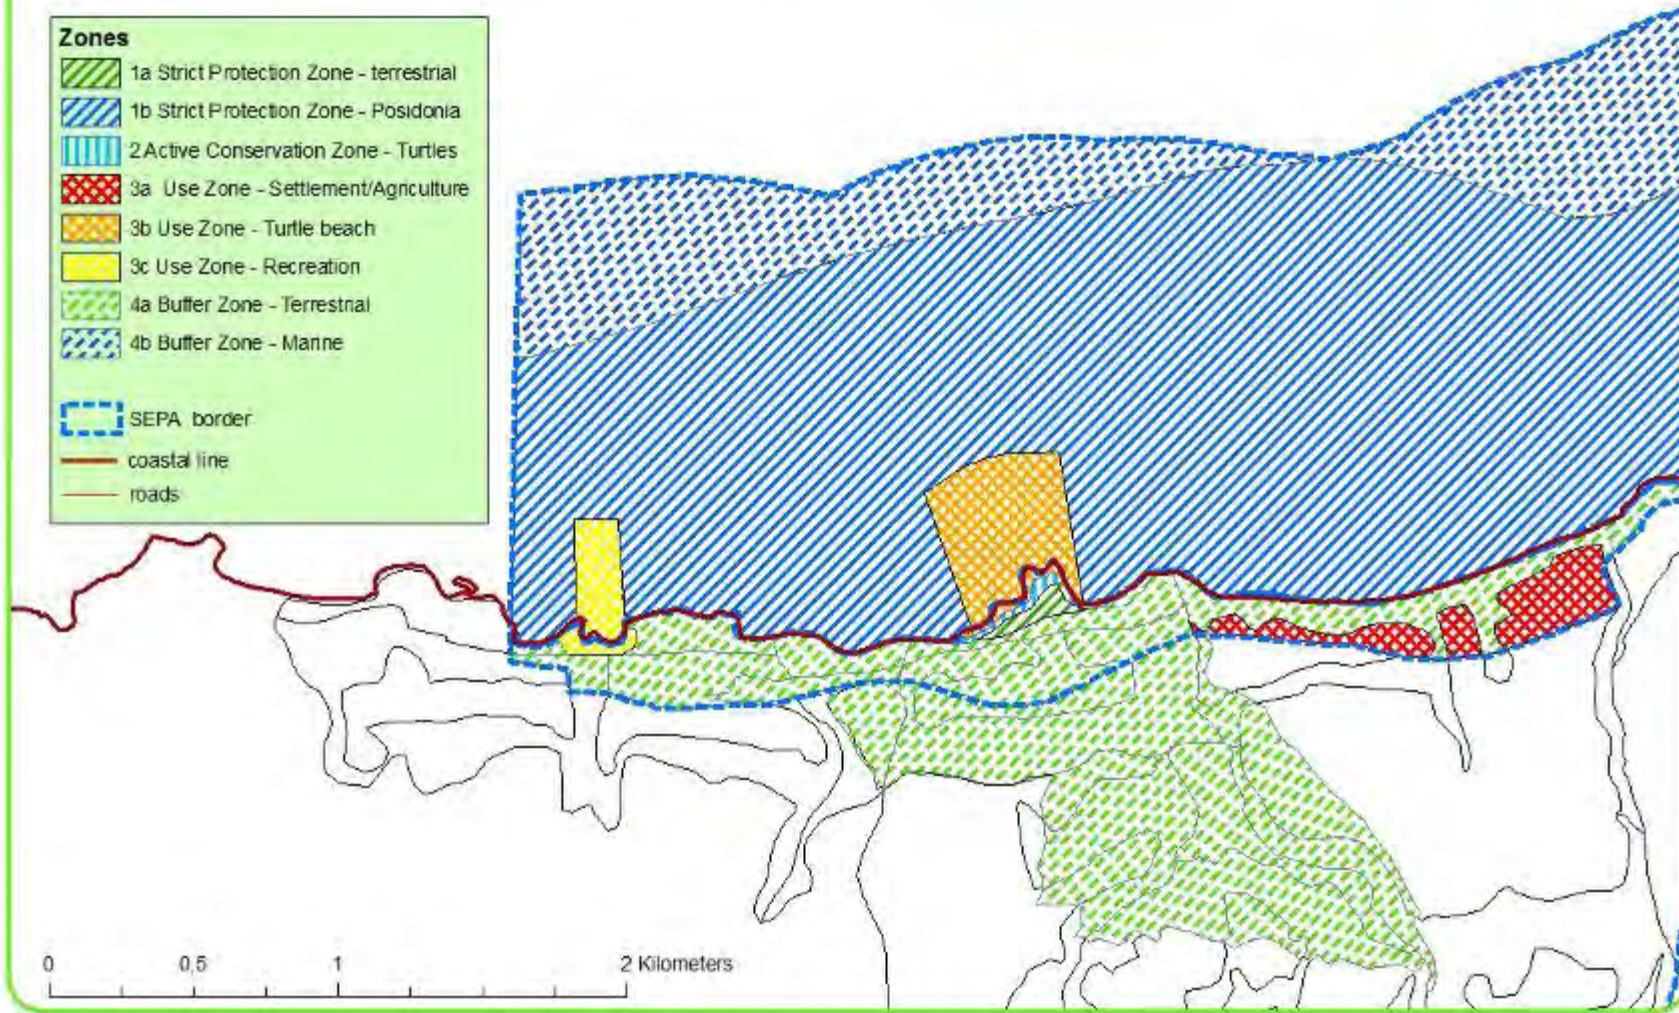 Zones
1a Strict Protection Zone - terrestrial
1b Strict Protection Zone - Posidonia
2 Active Conservation Zone - Turtles
3a Use Zone - Settlement/Agriculture
3b Use Zone - Turtle beach
3c Use Zone - Recreation
4a Buffer Zone - Terrestrial
4b Buffer Zone - Marine
SEPA border
coastal line
roads
0 0,5 1 2 Kilometers